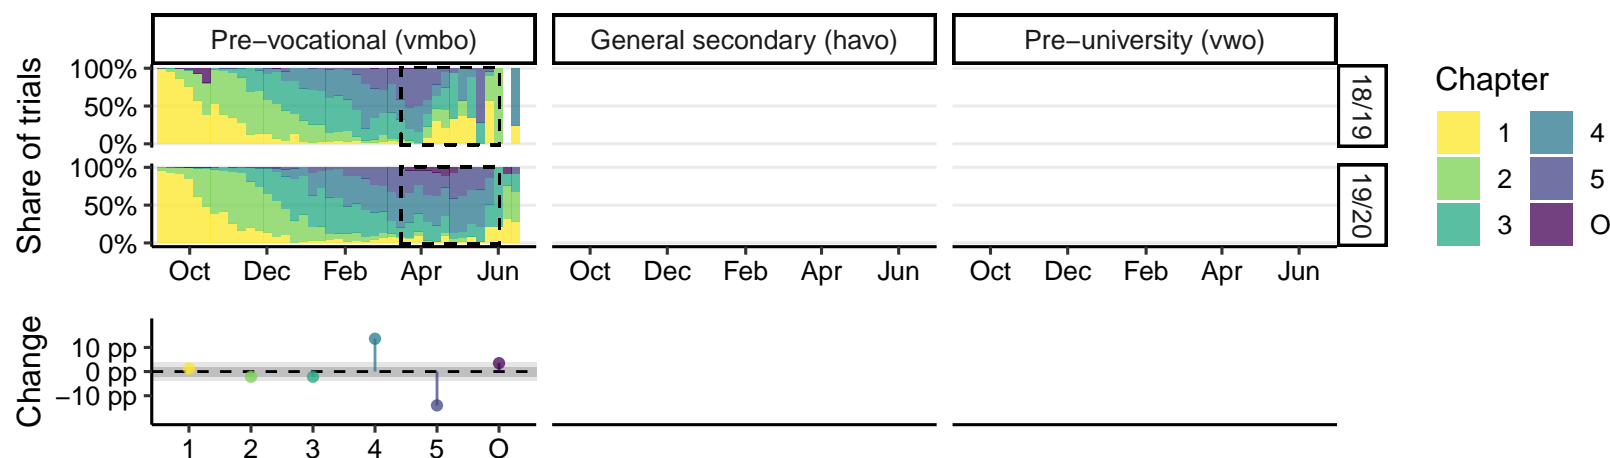 Pre−vocational (vmbo)
General secondary (havo)
Pre−university (vwo)
Share of trials
100%
50%
0%
18/19
100%
50%
0%
19/20
Oct Dec Feb Apr Jun
Oct Dec Feb Apr Jun
Oct Dec Feb Apr Jun
Chapter
1 4
2 5
3 O
Change
10 pp
0 pp
−10 pp
1 2 3 4 5 O